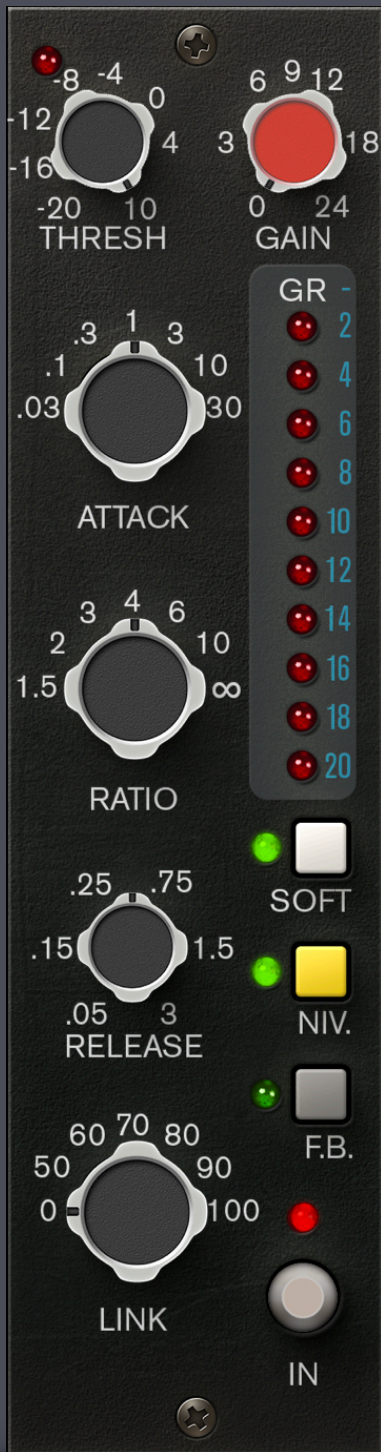 -8 -4 0
-12 4
-16
-20 10
THRESH
6 9 12
3 18
0 24
GAIN
GR -
2
4
6
8
10
12
14
16
18
20
.3 1 3
.1 10
.03 30
ATTACK
3 4 6
2 10
1.5 ∞
RATIO
SOFT
.25 .75
.15 1.5
.05 3
RELEASE
NIV.
F.B.
60 70 80
50 90
0 100
LINK
IN